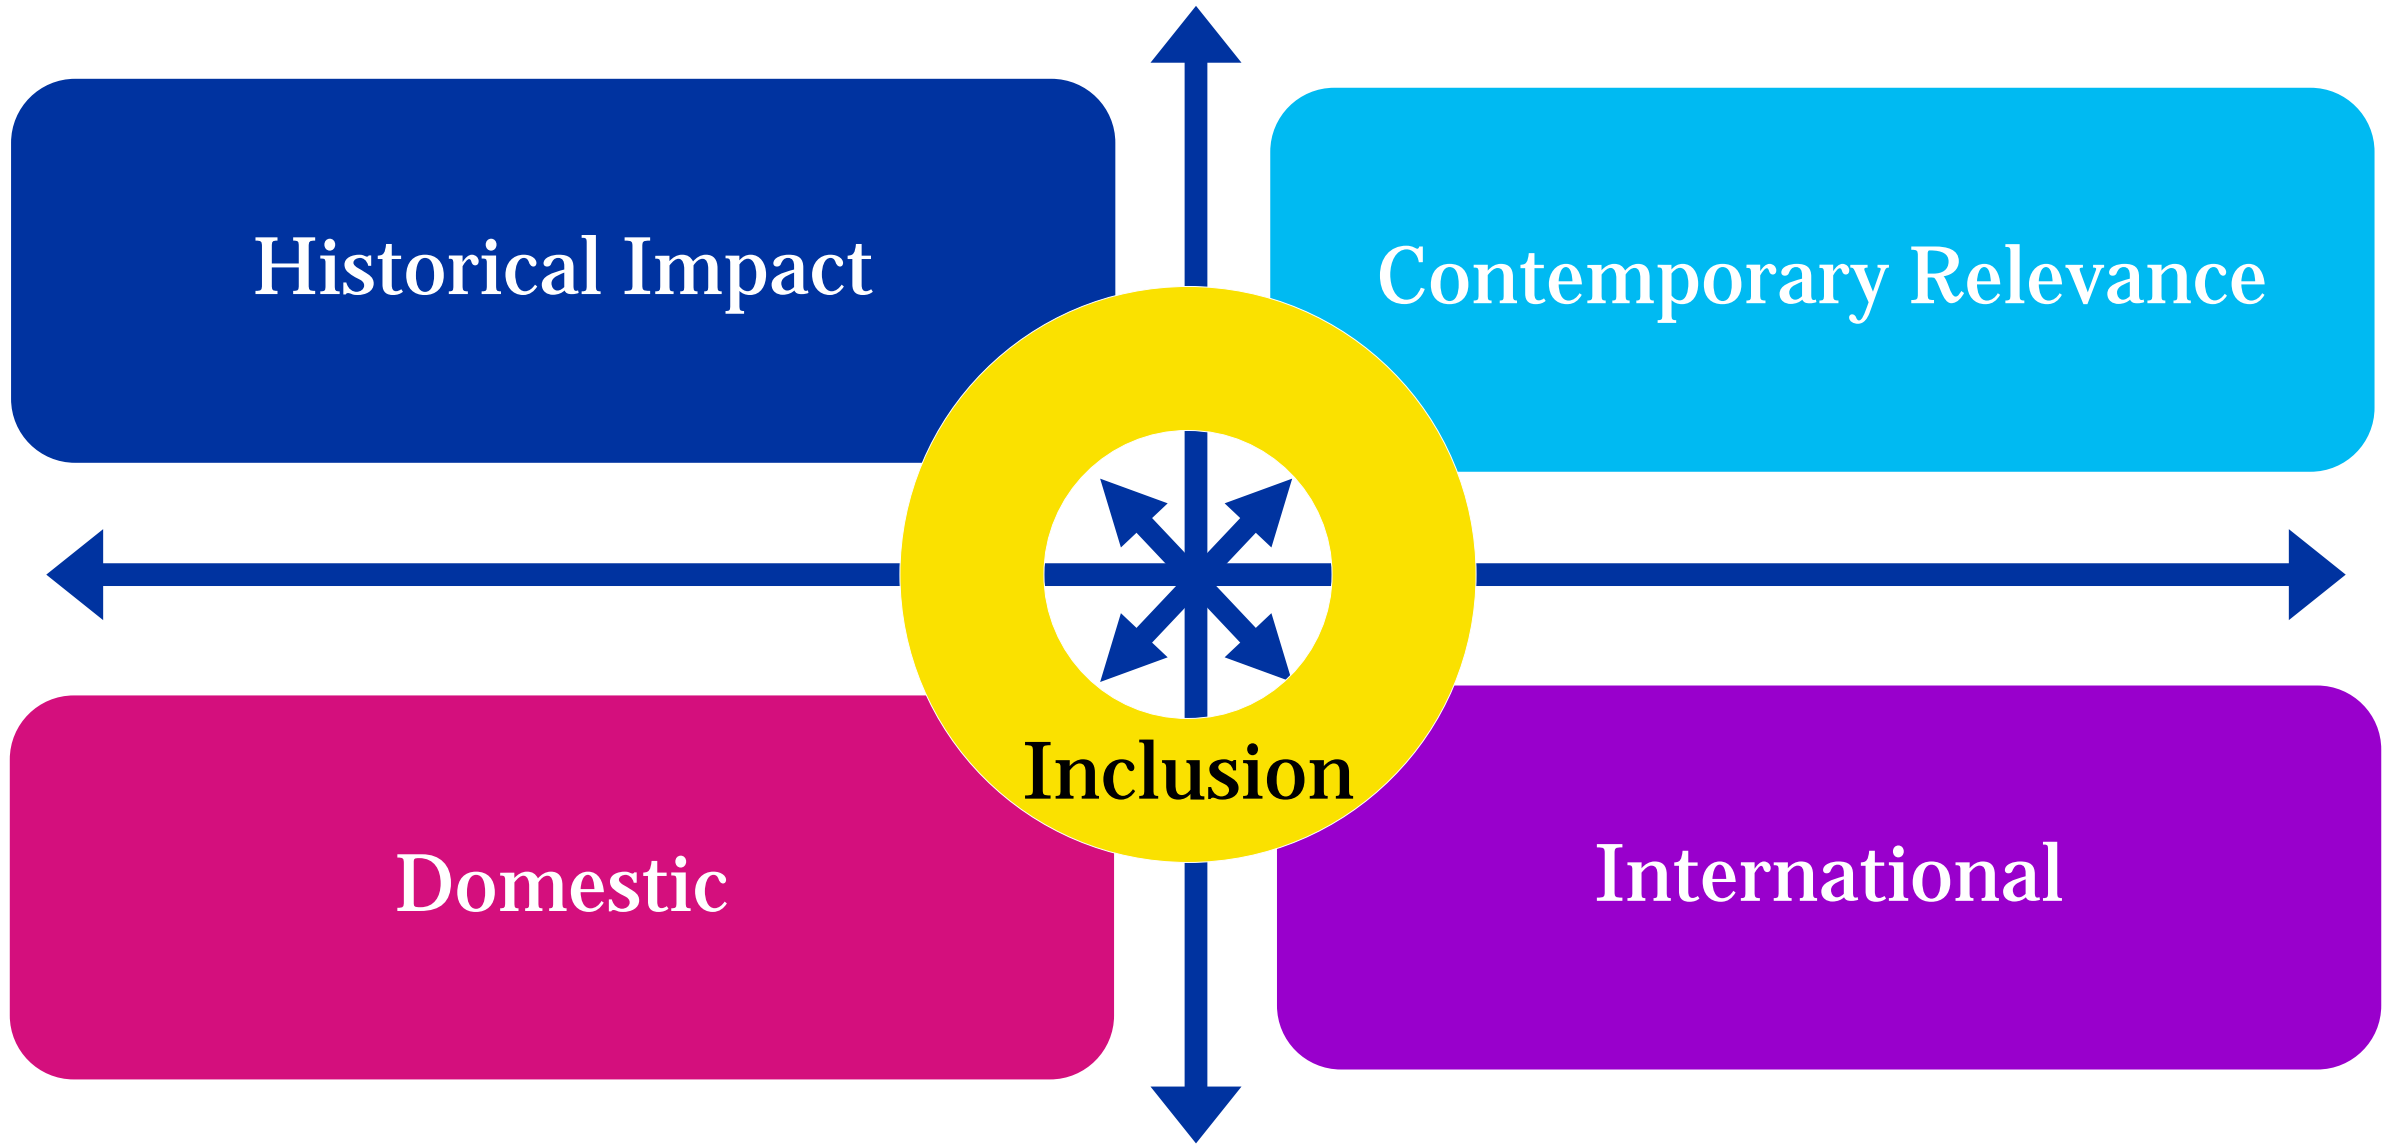 Historical Impact
Contemporary Relevance
Inclusion
Domestic
International